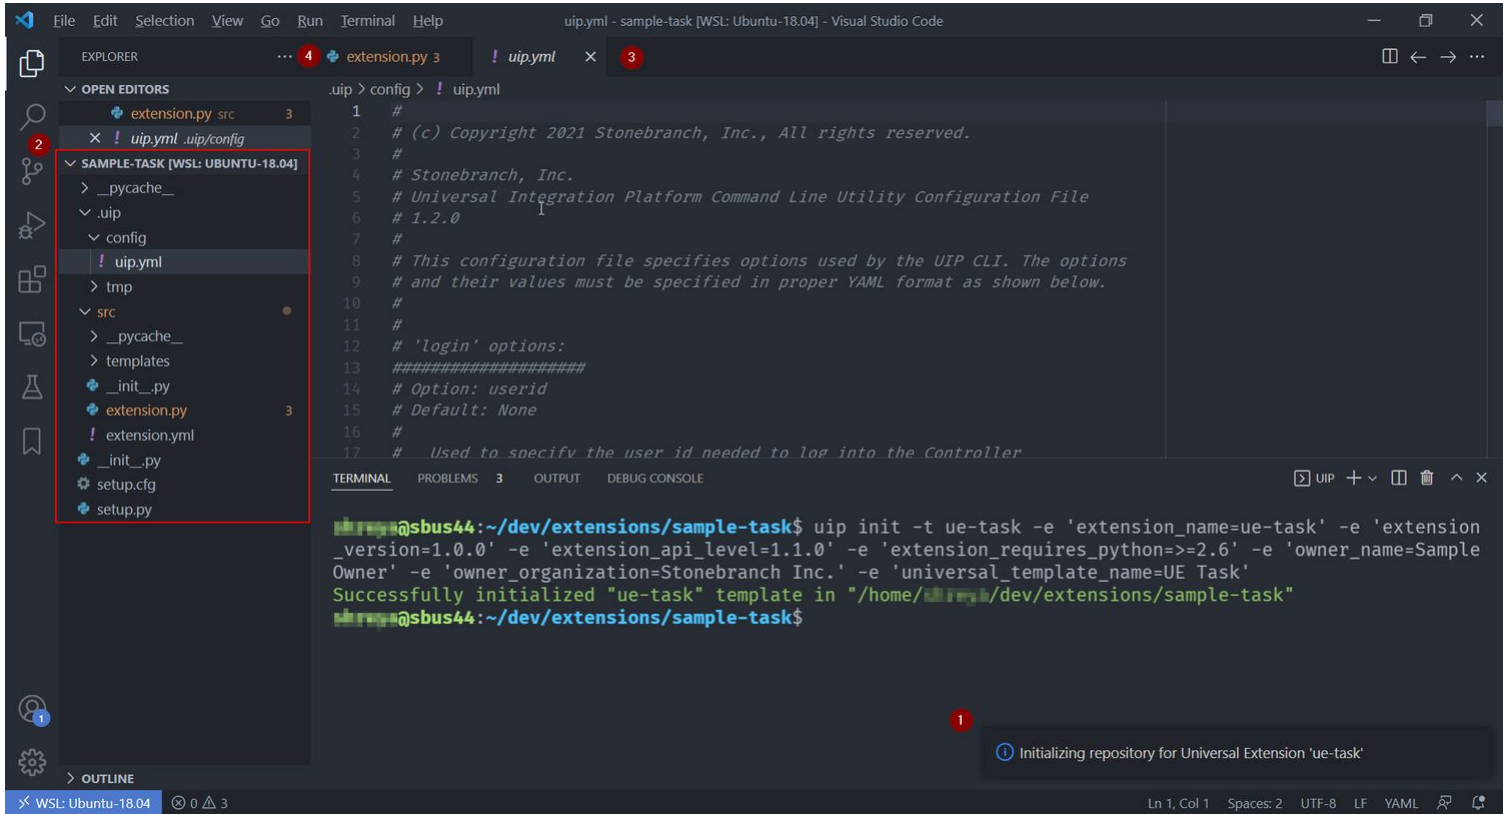 File Edit Selection View Go Run Terminal Help
uip.yml - sample-task [WSL: Ubuntu-18.04] - Visual Studio Code
EXPLORER
4
extension.py 3
! uip.yml
3
OPEN EDITORS
extension.py src 3
! uip.yml .uip/config
2
SAMPLE-TASK [WSL: UBUNTU-18.04]
__pycache__
.uip
config
! uip.yml
tmp
src
__pycache__
templates
__init__.py
extension.py 3
! extension.yml
__init__.py
setup.cfg
setup.py
OUTLINE
.uip > config > ! uip.yml
1 #
2 # (c) Copyright 2021 Stonebranch, Inc., All rights reserved.
3 #
4 # Stonebranch, Inc.
5 # Universal Integration Platform Command Line Utility Configuration File
6 # 1.2.0
7 #
8 # This configuration file specifies options used by the UIP CLI. The options
9 # and their values must be specified in proper YAML format as shown below.
10 #
11 #
12 # 'login' options:
13 ####################
14 # Option: userid
15 # Default: None
16 #
17 # Used to specify the user id needed to log into the Controller
TERMINAL PROBLEMS 3 OUTPUT DEBUG CONSOLE
UIP
@sbus44:~/dev/extensions/sample-task$ uip init -t ue-task -e 'extension_name=ue-task' -e 'extension
_version=1.0.0' -e 'extension_api_level=1.1.0' -e 'extension_requires_python=>=2.6' -e 'owner_name=Sample
Owner' -e 'owner_organization=Stonebranch Inc.' -e 'universal_template_name=UE Task'
Successfully initialized "ue-task" template in "/home/ /dev/extensions/sample-task"
@sbus44:~/dev/extensions/sample-task$
1
1
Initializing repository for Universal Extension 'ue-task'
WSL: Ubuntu-18.04 0 3
Ln 1, Col 1 Spaces: 2 UTF-8 LF YAML